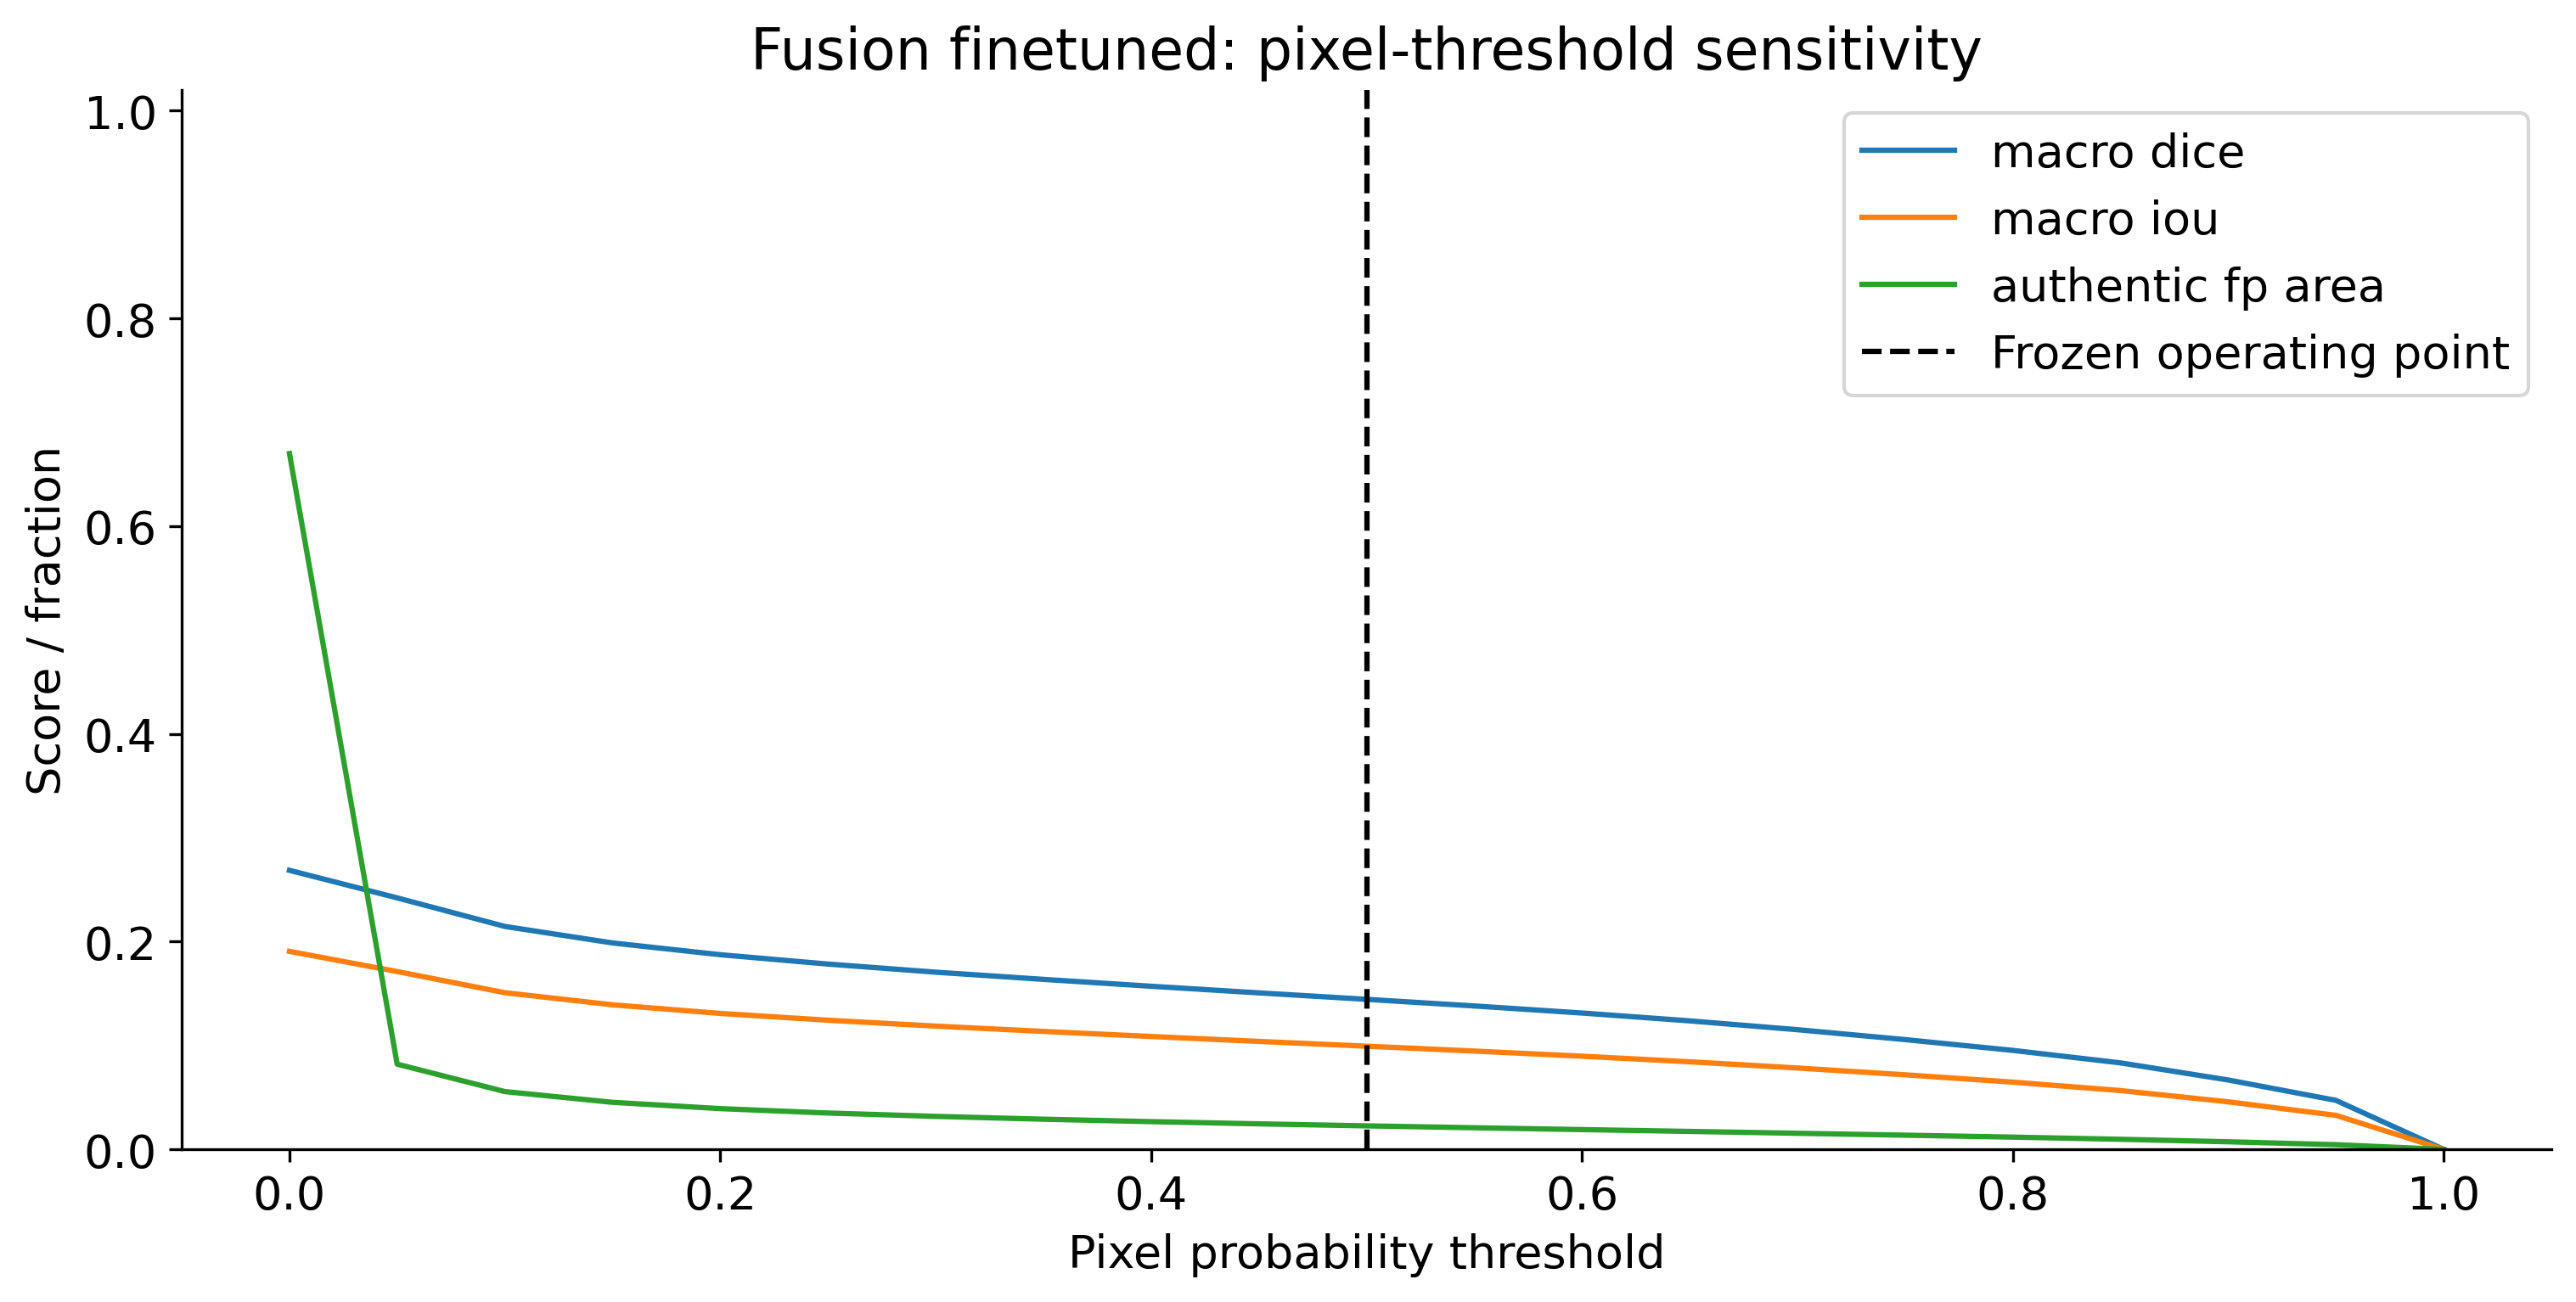 Fusion finetuned: pixel-threshold sensitivity
1.0
0.8
0.6
0.4
0.2
0.0
Score / fraction
macro dice
macro iou
authentic fp area
Frozen operating point
0.0 0.2 0.4 0.6 0.8 1.0
Pixel probability threshold